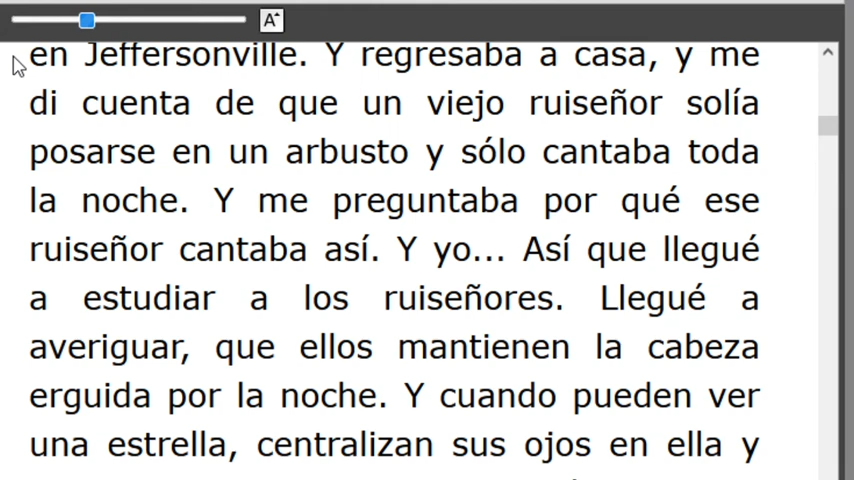 A
en Jeffersonville. Y regresaba a casa, y me
di cuenta de que un viejo ruiseñor solía
posarse en un arbusto y sólo cantaba toda
la noche. Y me preguntaba por qué ese
ruiseñor cantaba así. Y yo... Así que llegué
a estudiar a los ruiseñores. Llegué a
averiguar, que ellos mantienen la cabeza
erguida por la noche. Y cuando pueden ver
una estrella, centralizan sus ojos en ella y